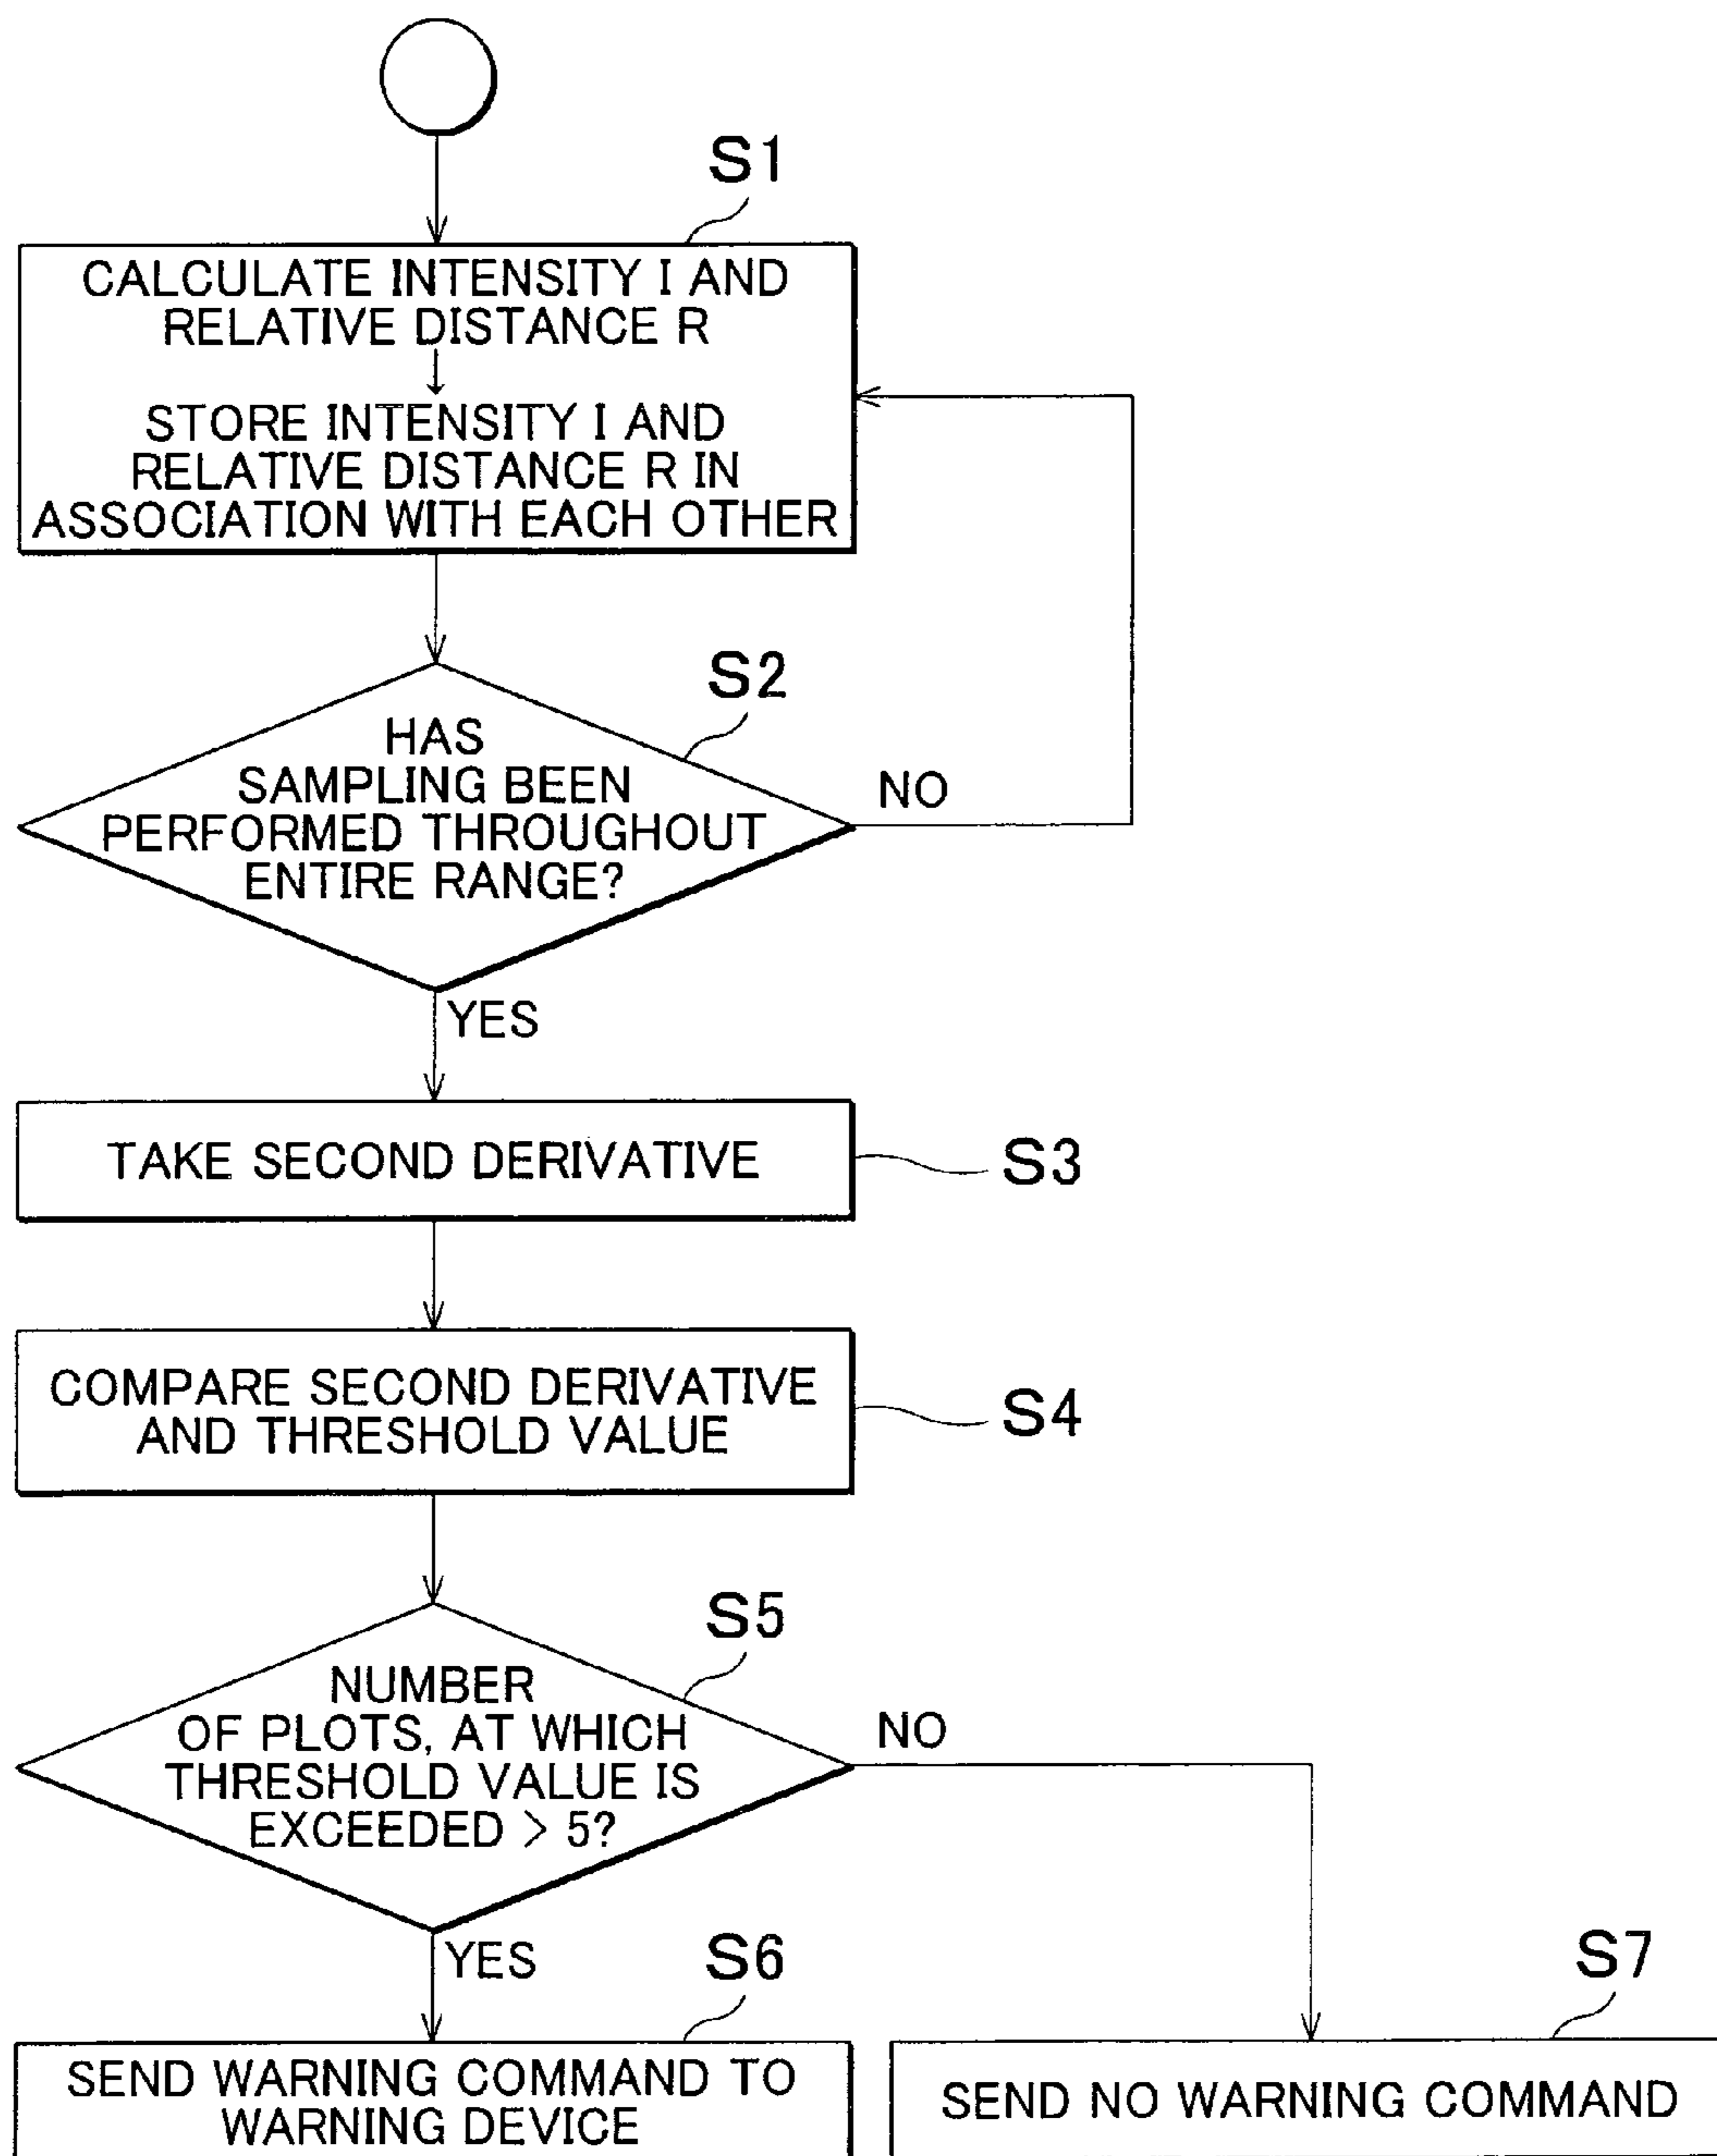 S1
CALCULATE INTENSITY I AND
RELATIVE DISTANCE R
STORE INTENSITY I AND
RELATIVE DISTANCE R IN
ASSOCIATION WITH EACH OTHER
S2
HAS
SAMPLING BEEN
PERFORMED THROUGHOUT
ENTIRE RANGE?
NO
YES
TAKE SECOND DERIVATIVE
S3
COMPARE SECOND DERIVATIVE
AND THRESHOLD VALUE
S4
S5
NUMBER
OF PLOTS, AT WHICH
THRESHOLD VALUE IS
EXCEEDED > 5?
NO
YES
S6
SEND WARNING COMMAND TO
WARNING DEVICE
S7
SEND NO WARNING COMMAND